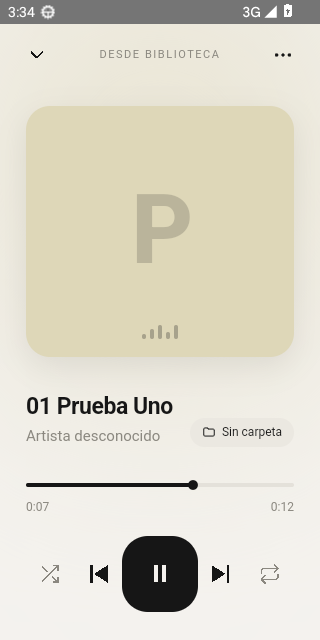 3:34
3G
DESDE BIBLIOTECA
P
01 Prueba Uno
Artista desconocido
Sin carpeta
0:07
0:12